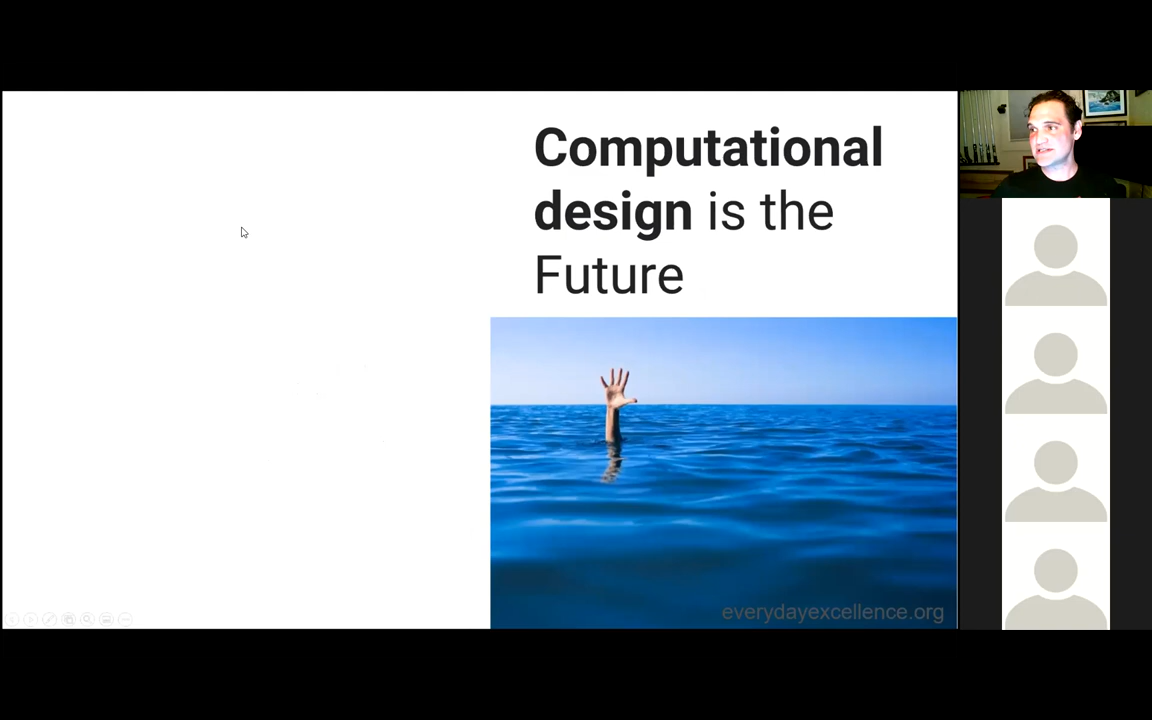 Computational
design is the
Future
everydayexcellence.org